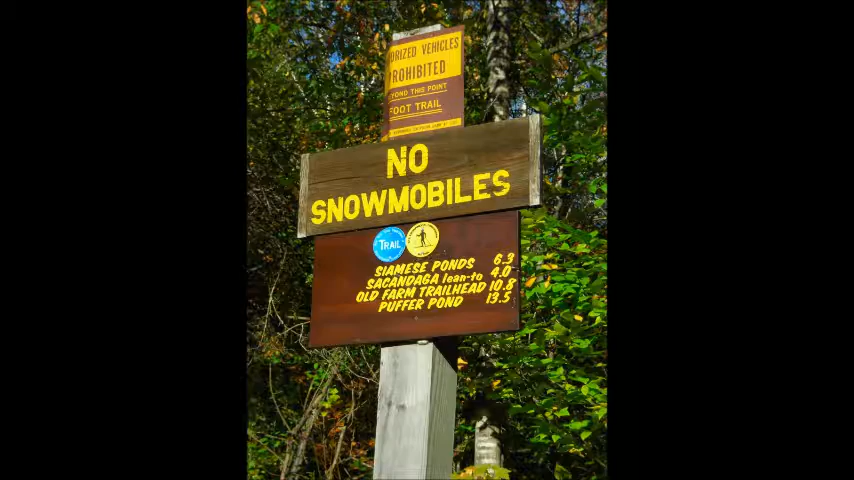 ORIZED VEHICLES
ROHIBITED
YOND THIS POINT
FOOT TRAIL
NO
SNOWMOBILES
TRAIL
SIAMESE PONDS 6.3
SACANDAGA lean-to 4.0
OLD FARM TRAILHEAD 10.8
PUFFER POND 13.5